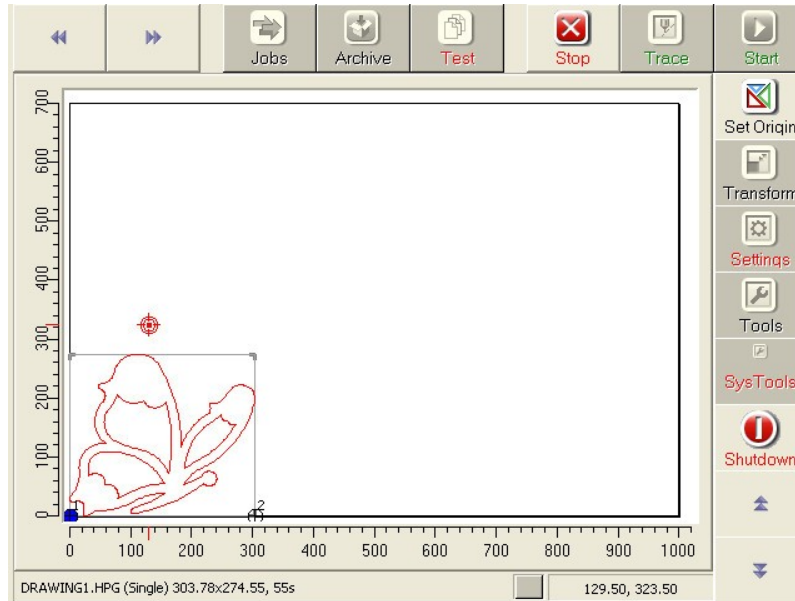 Jobs Archive Test Stop Trace Start
Set Origin
Transform
Settings
Tools
SysTools
Shutdown
700
600
500
400
300
200
100
0
1 2
0 100 200 300 400 500 600 700 800 900 1000
DRAWING1.HPG (Single) 303.78x274.55, 55s 129.50, 323.50